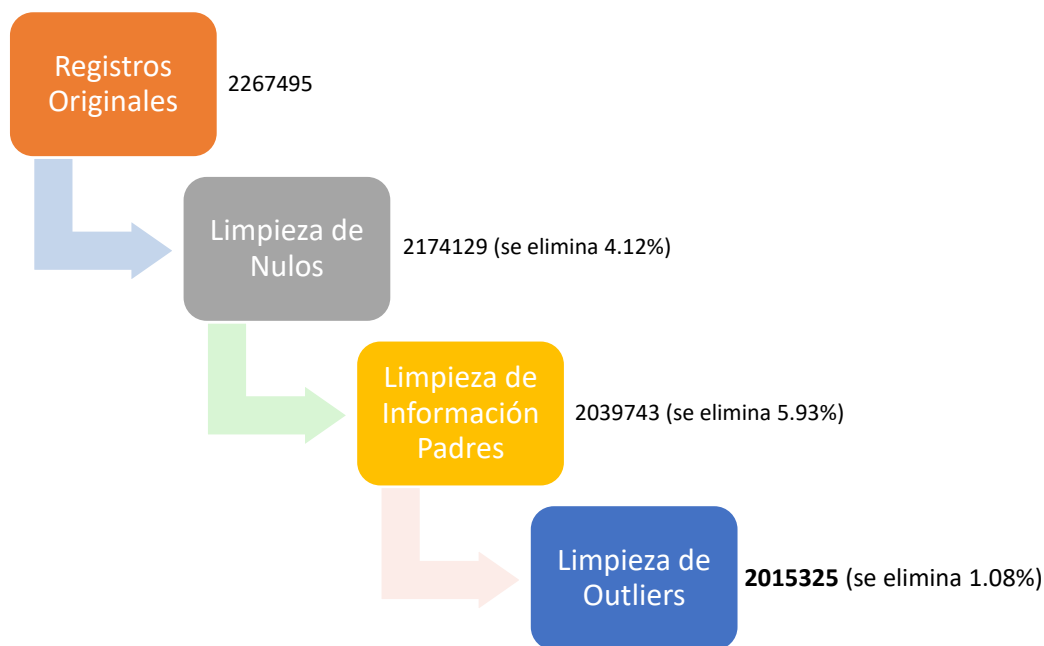 Registros
Originales
2267495
Limpieza de
Nulos
2174129 (se elimina 4.12%)
Limpieza de
Información
Padres
2039743 (se elimina 5.93%)
Limpieza de
Outliers
2015325 (se elimina 1.08%)